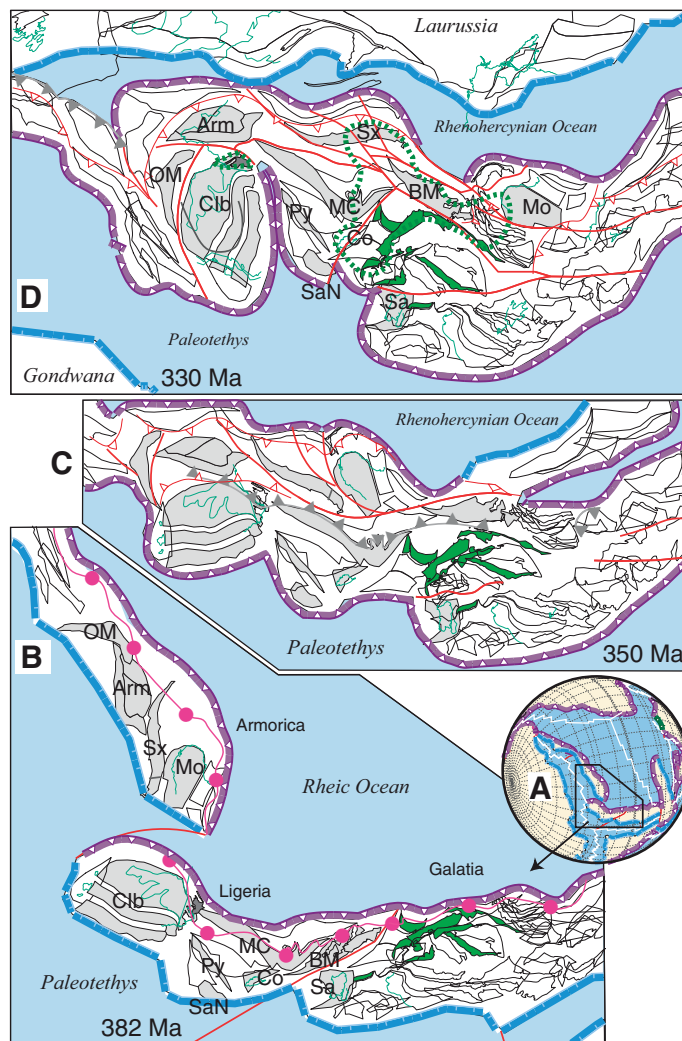 Laurussia
Rhenohercynian Ocean
Arm
Sx
OM
BM
Clb
Py
MC
Mo
Co
SaN
D
Sa
Paleotethys
Gondwana
330 Ma
Rhenohercynian Ocean
C
Paleotethys
350 Ma
B
OM
Arm
Armorica
Sx
Mo
Rheic Ocean
A
Galatia
Clb
Ligeria
MC
BM
Py
Co
Sa
Paleotethys
SaN
382 Ma